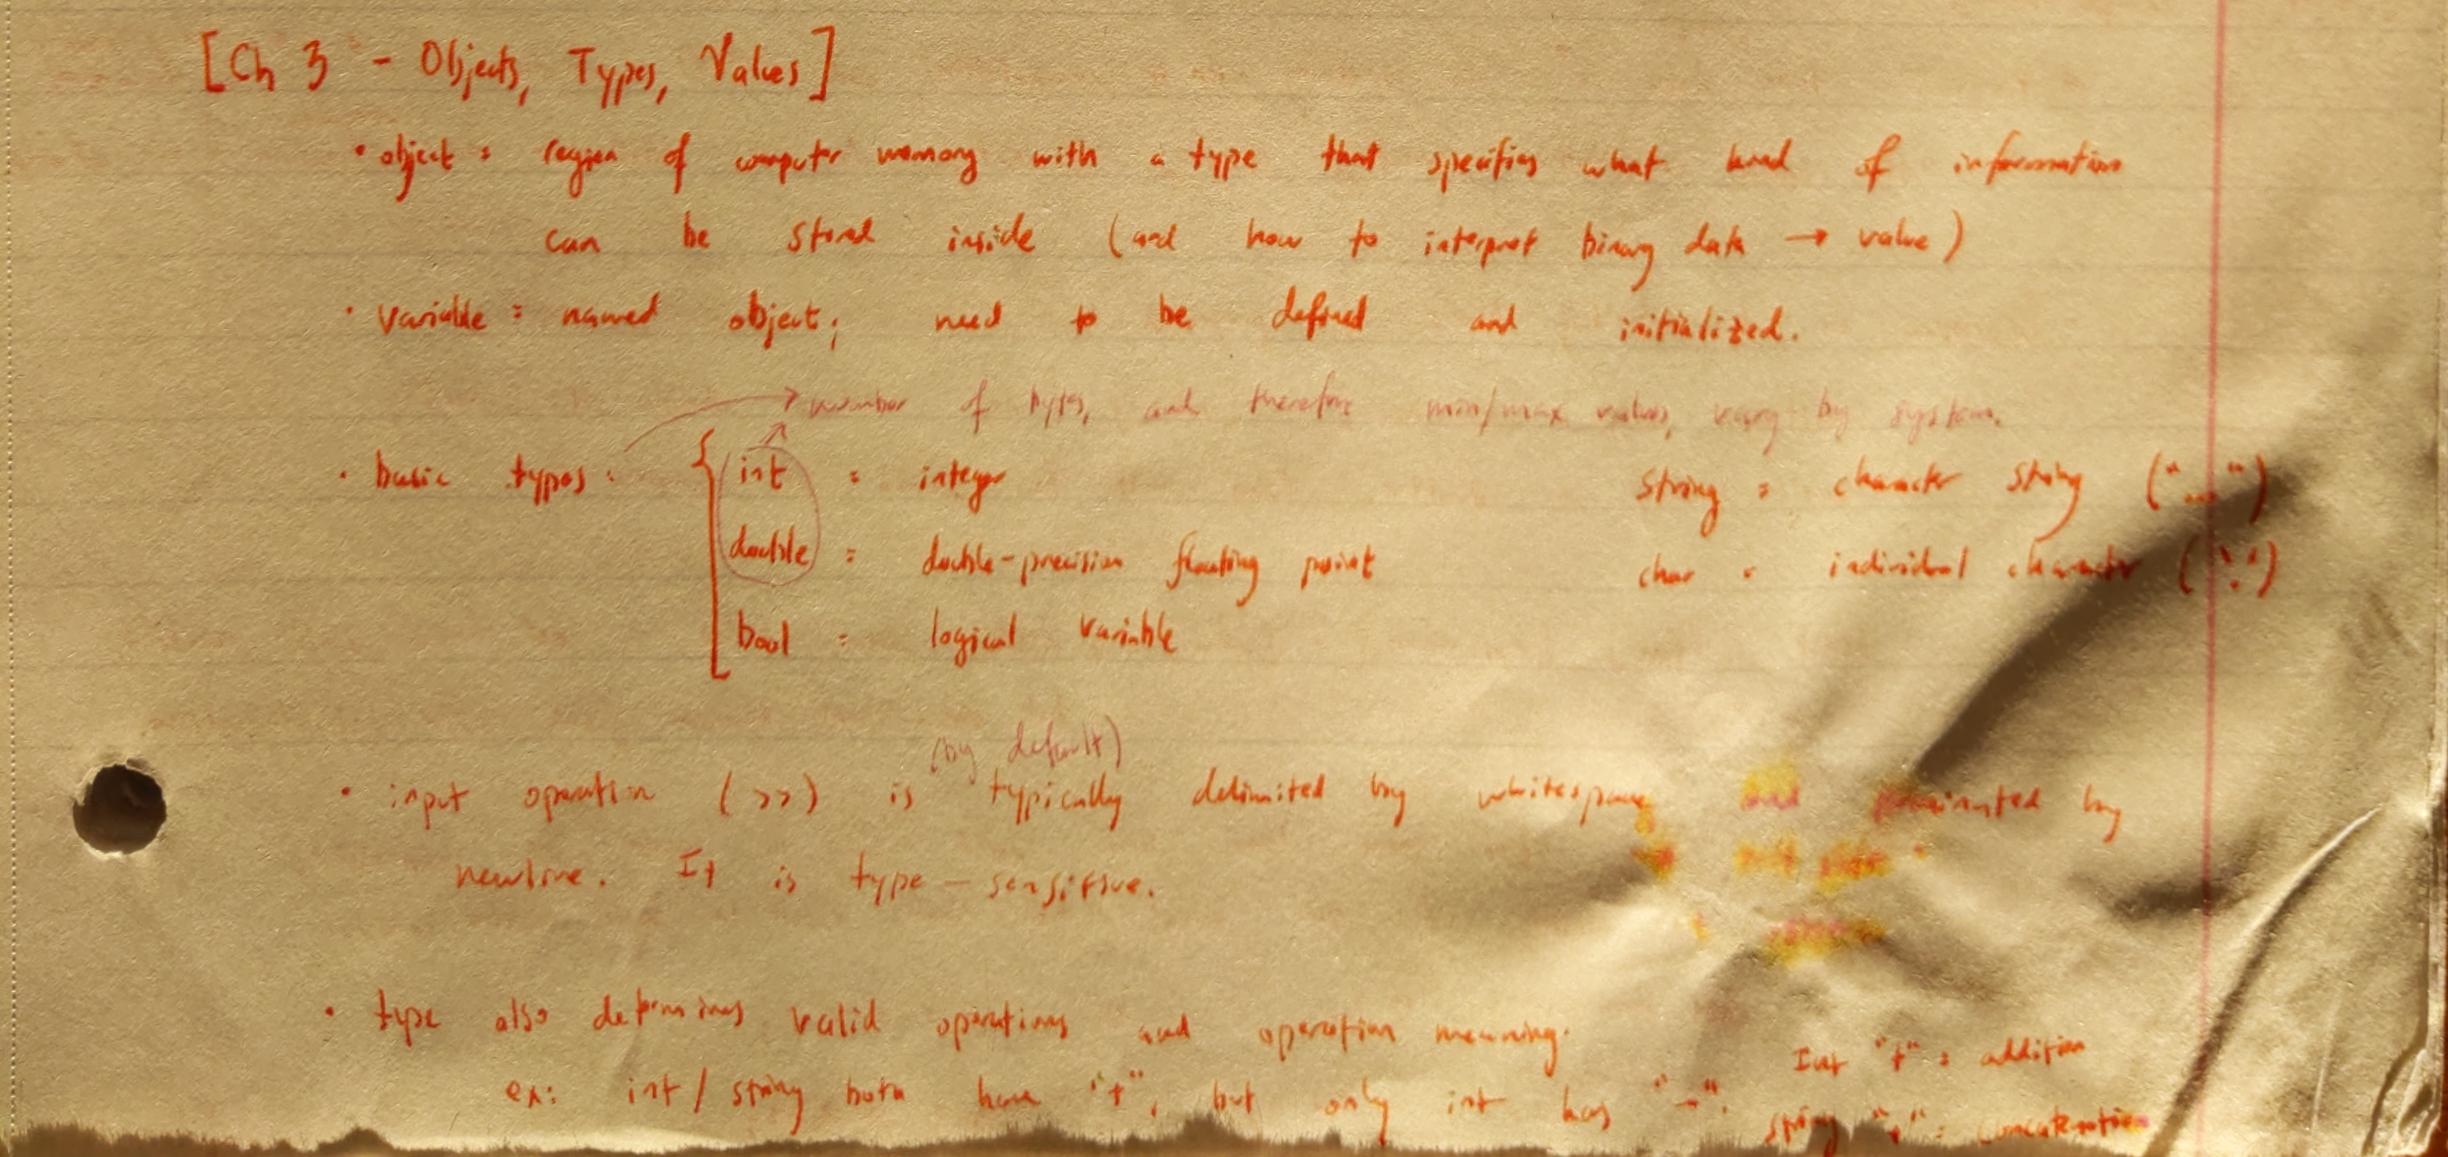 [Ch 3 - Objects, Types, Values]
• object = region of computer memory with a type that specifies what kind of information
can be stored inside (and how to interpret binary data → value)
• variable = named object; need to be defined and initialized.
number of bytes, and therefore min/max values, vary by system.
• basic types: { int = integer string = character string ("...")
double = double-precision floating point char = individual character ('.')
bool = logical variable
(by default)
• input operation (>>) is typically delimited by whitespace and terminated by
newline. It is type-sensitive.
• type also determines valid operations and operation meaning. Int "+" = addition
ex: int/string both have "+", but only int has "-". string "+" = concatenation